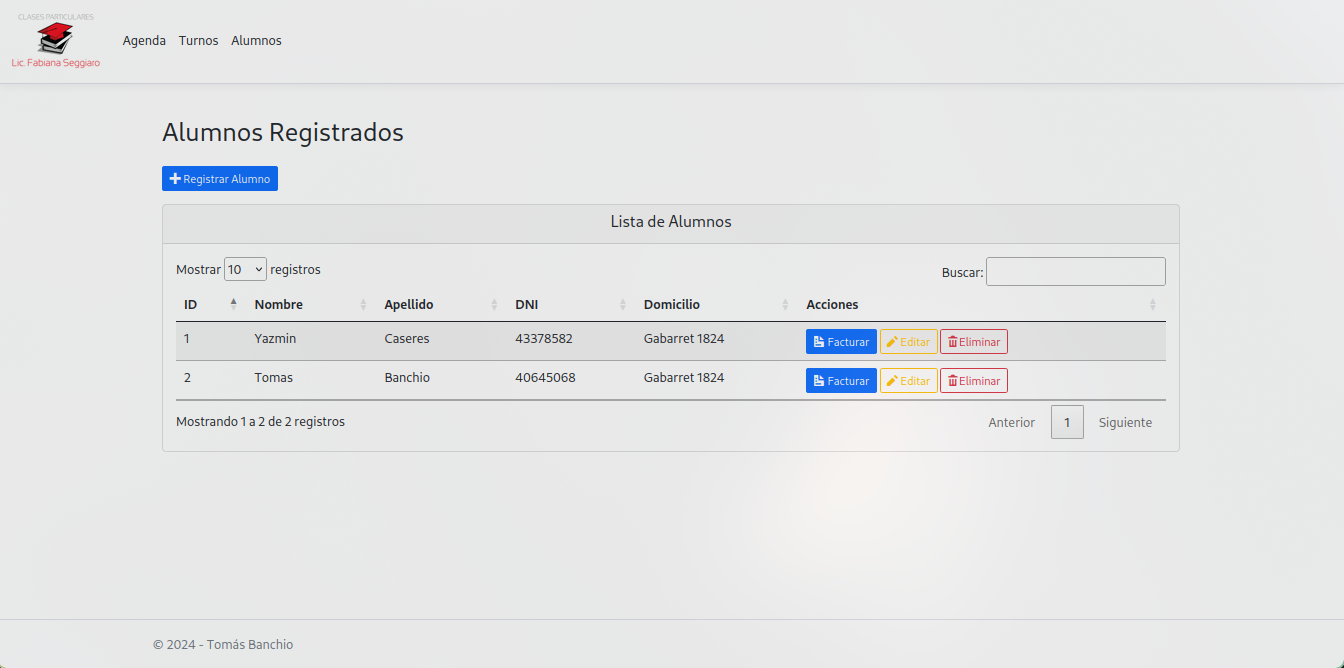 CLASES PARTICULARES
Lic. Fabiana Seggiaro
Agenda Turnos Alumnos
Alumnos Registrados
Registrar Alumno
Lista de Alumnos
Mostrar 10 registros
Buscar:
ID Nombre Apellido DNI Domicilio Acciones
1 Yazmin Caseres 43378582 Gabarret 1824 Facturar Editar Eliminar
2 Tomas Banchio 40645068 Gabarret 1824 Facturar Editar Eliminar
Mostrando 1 a 2 de 2 registros
Anterior 1 Siguiente
© 2024 - Tomás Banchio